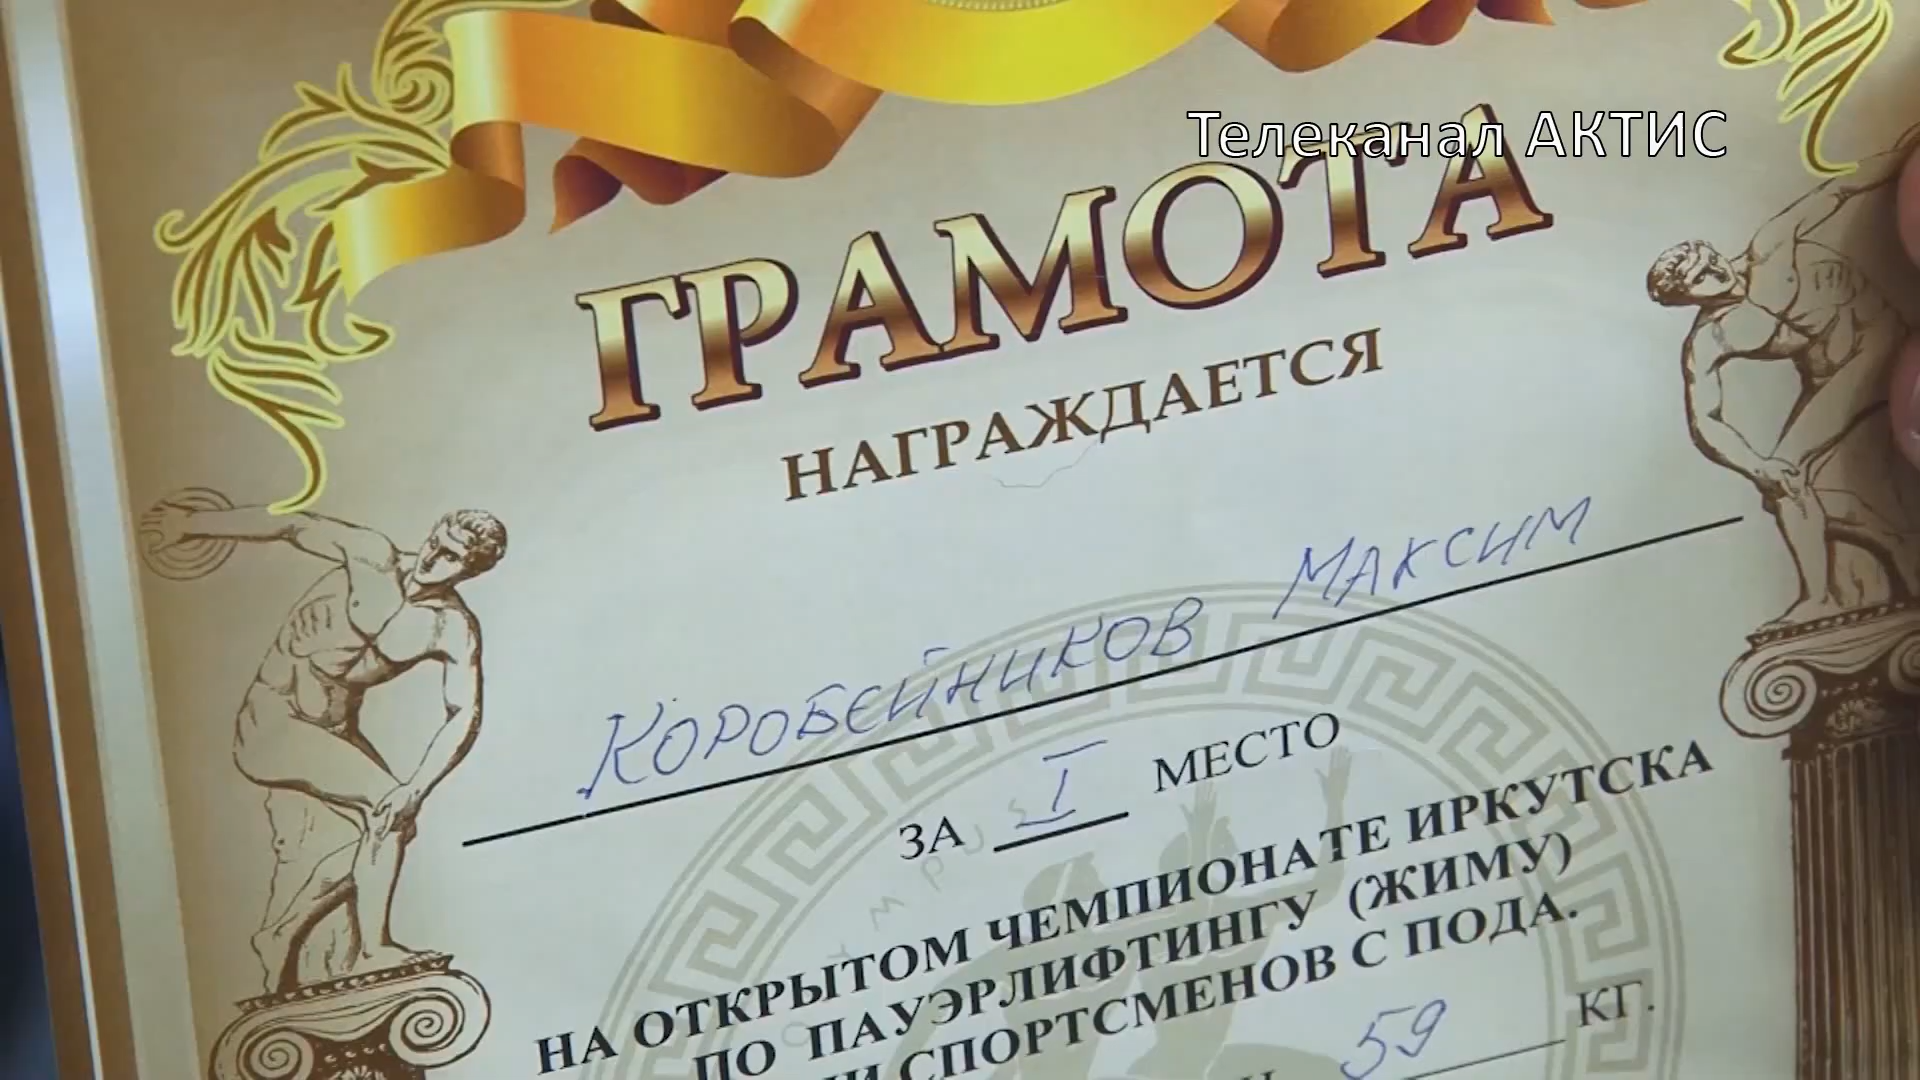 Телеканал АКТИС
ГРАМОТА
НАГРАЖДАЕТСЯ
КОРОБЕЙНИКОВ МАКСИМ
ЗА I МЕСТО
НА ОТКРЫТОМ ЧЕМПИОНАТЕ ИРКУТСКА
ПО ПАУЭРЛИФТИНГУ (ЖИМУ)
СПОРТСМЕНОВ С ПОДА.
59 КГ.